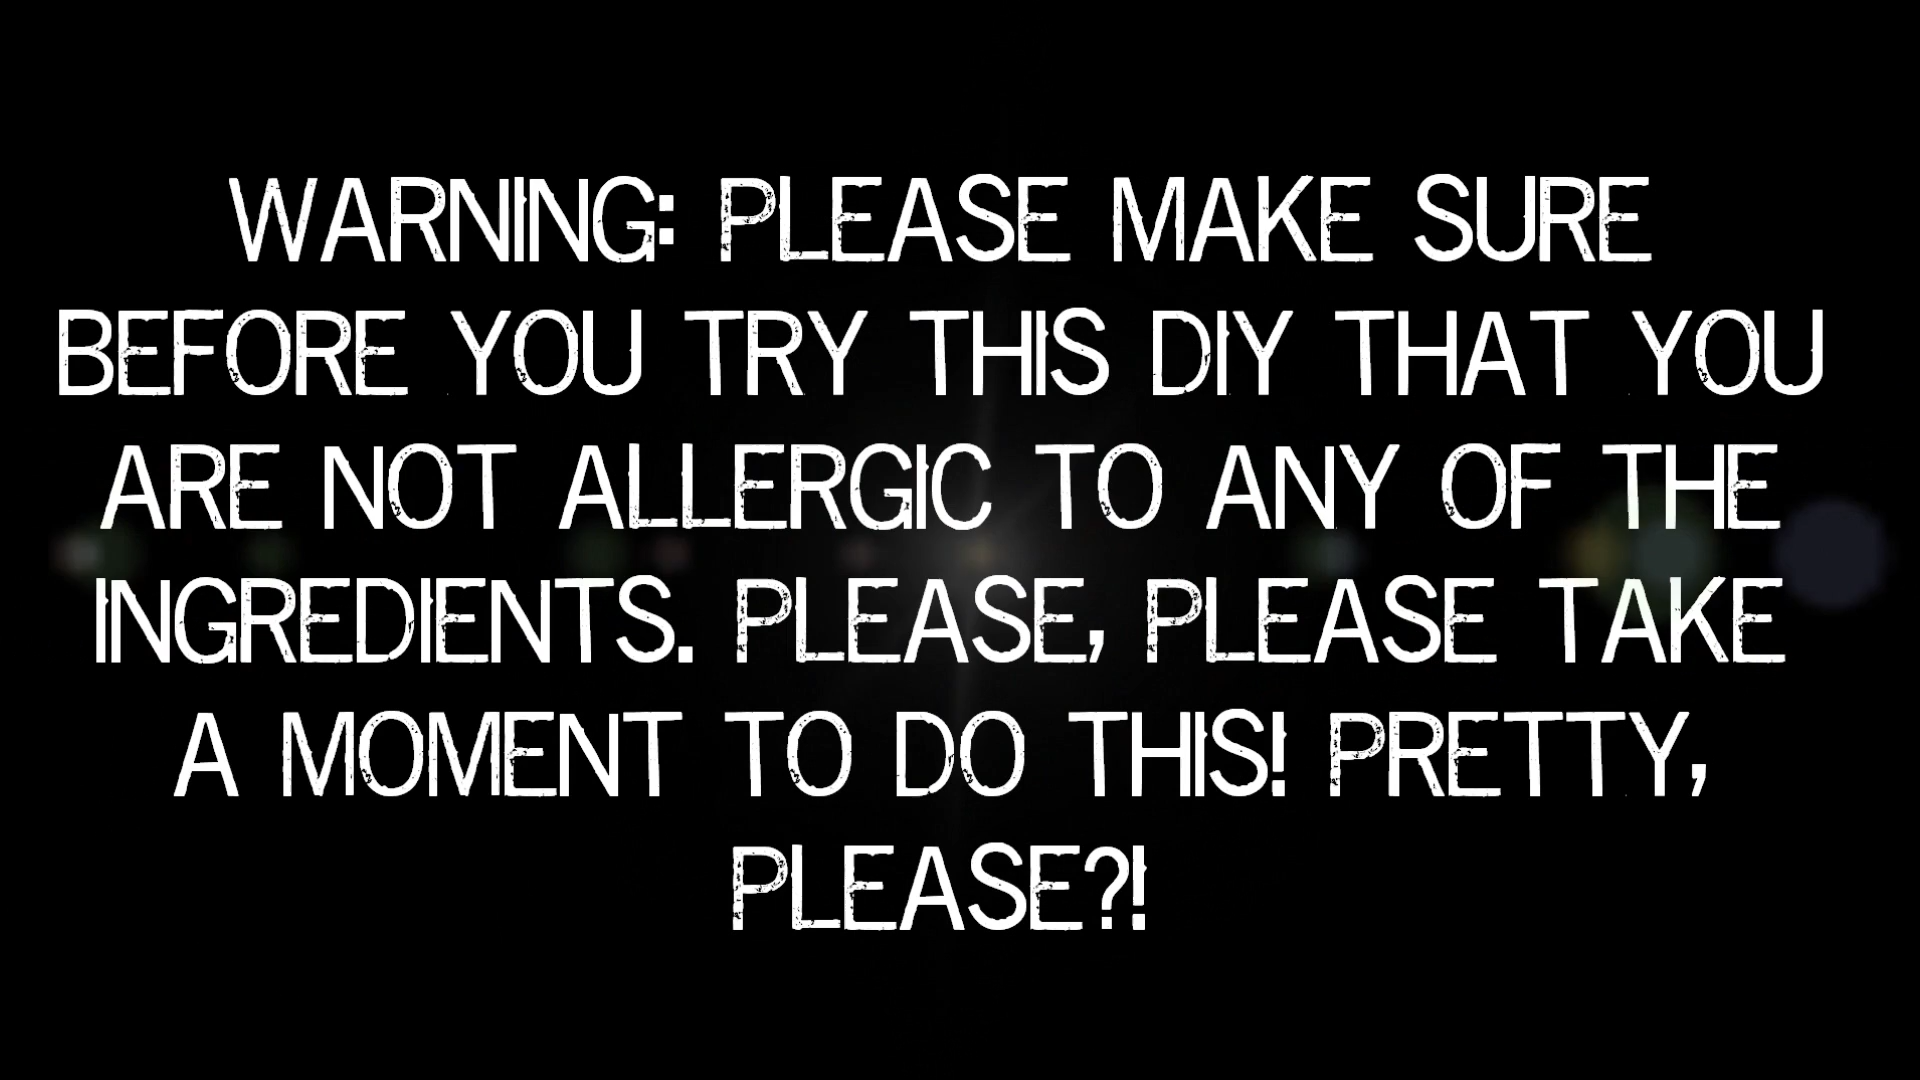 WARNING: PLEASE MAKE SURE
BEFORE YOU TRY THIS DIY THAT YOU
ARE NOT ALLERGIC TO ANY OF THE
INGREDIENTS. PLEASE, PLEASE TAKE
A MOMENT TO DO THIS! PRETTY,
PLEASE?!